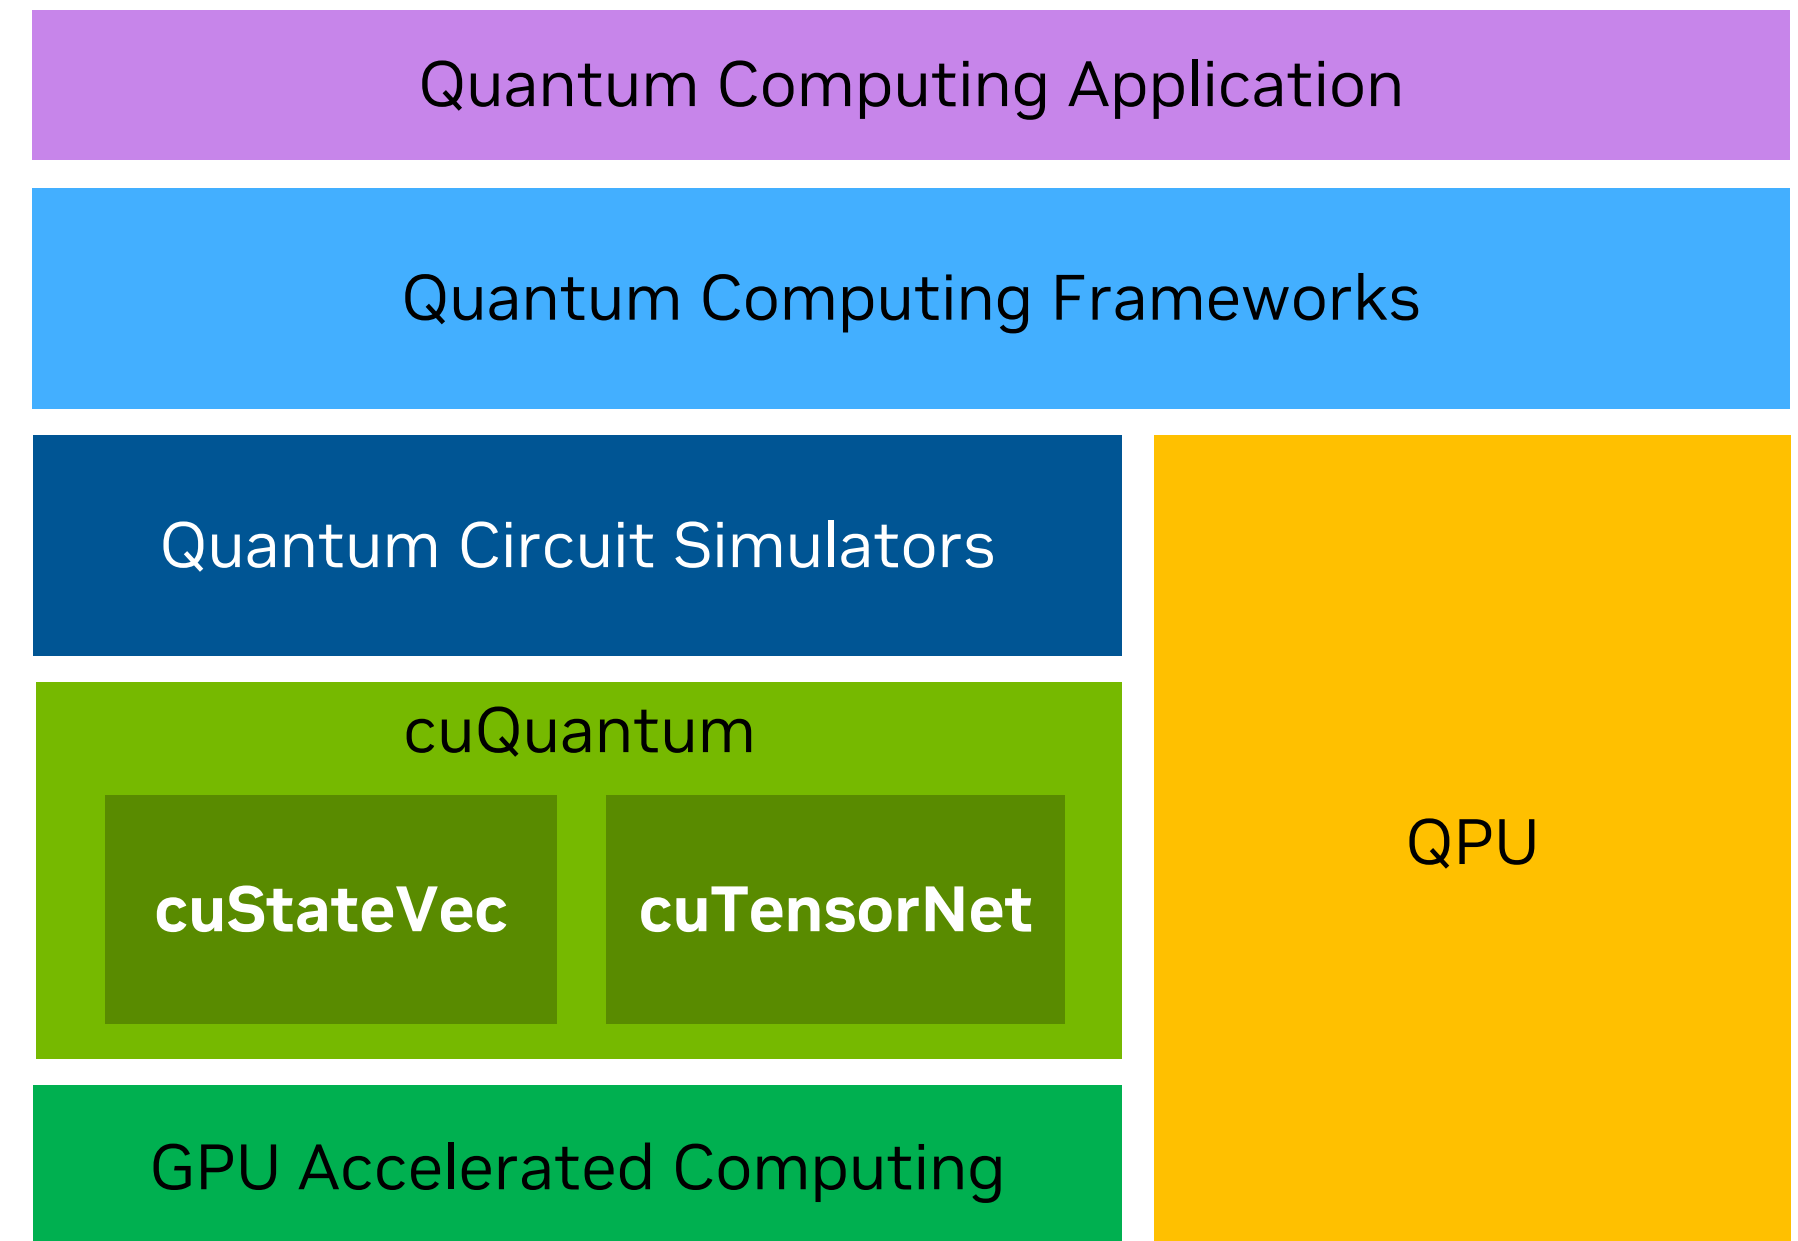 Quantum Computing Application
Quantum Computing Frameworks
Quantum Circuit Simulators
cuQuantum
cuStateVec
cuTensorNet
GPU Accelerated Computing
QPU